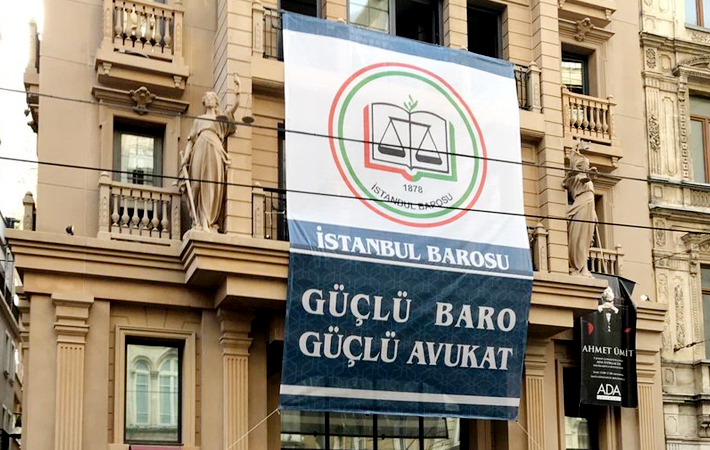 1878
İSTANBUL BAROSU
İSTANBUL BAROSU
GÜÇLÜ BARO
GÜÇLÜ AVUKAT
AHMET ÜMİT
ADA